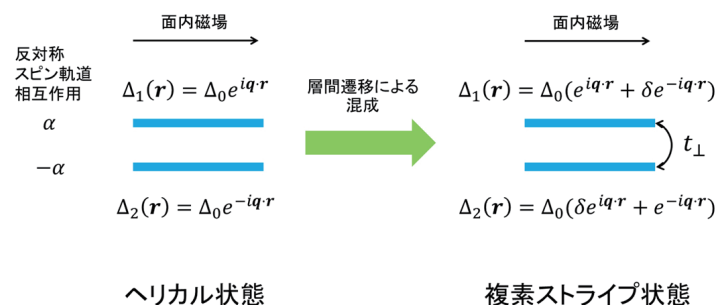 面内磁場
面内磁場
反対称
スピン軌道
相互作用
Δ₁(𝒓) = Δ₀e^{i𝒒·𝒓}
層間遷移による
混成
Δ₁(𝒓) = Δ₀(e^{i𝒒·𝒓} + δe^{−i𝒒·𝒓})
α
−α
t⊥
Δ₂(𝒓) = Δ₀e^{−i𝒒·𝒓}
Δ₂(𝒓) = Δ₀(δe^{i𝒒·𝒓} + e^{−i𝒒·𝒓})
ヘリカル状態
複素ストライプ状態